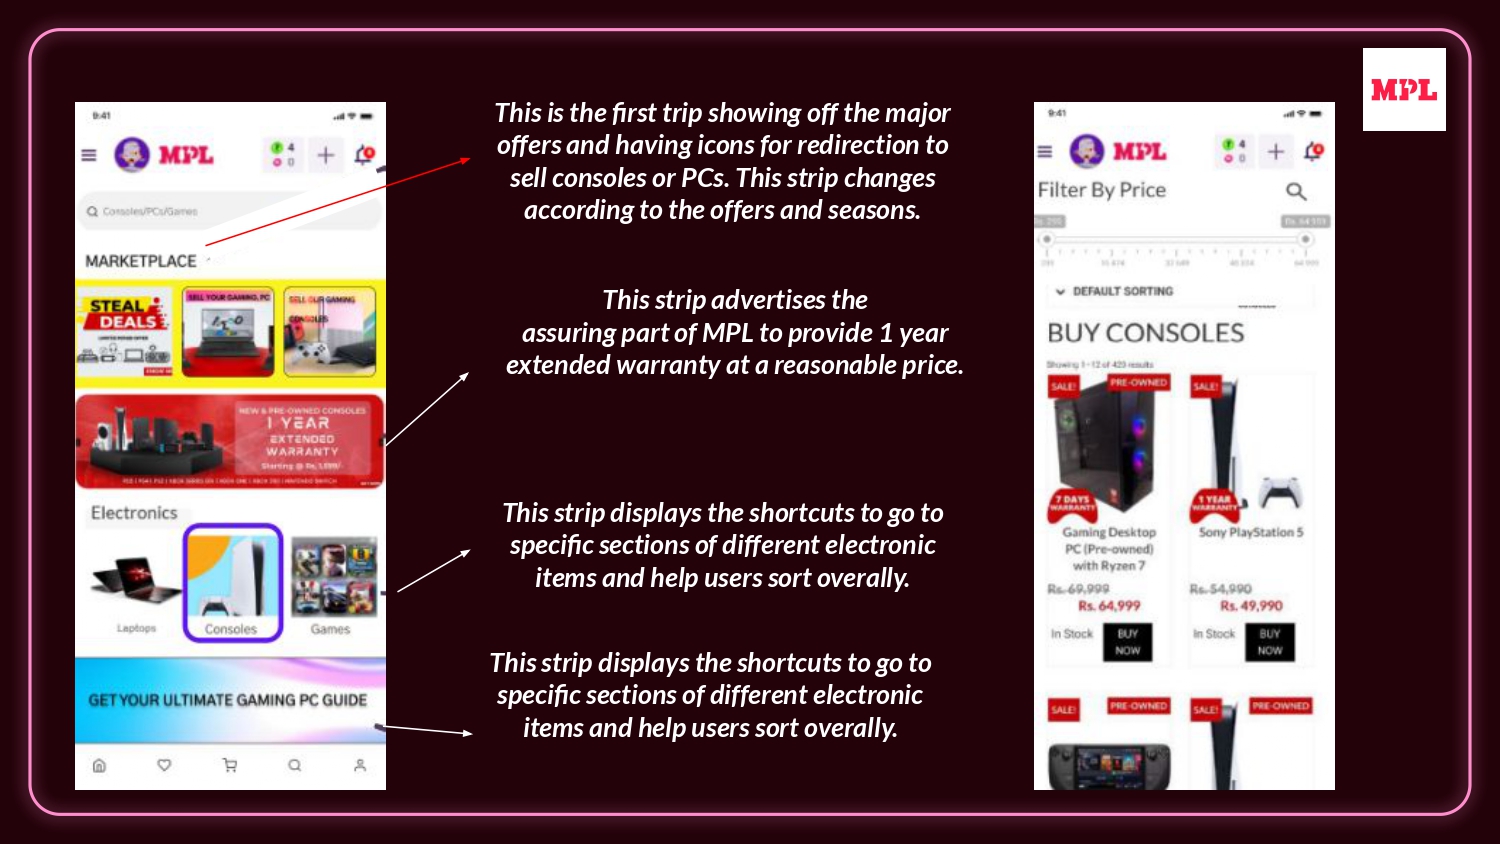 MPL
9:41
MPL
4
0
Consoles/PCs/Games
MARKETPLACE
STEAL
DEALS
SELL YOUR GAMING PC
SELL OUR GAMING
CONSOLES
NEW & PRE-OWNED CONSOLES
1 YEAR
EXTENDED
WARRANTY
Starting @ Rs. 1,599/-
Electronics
Laptops
Consoles
Games
GET YOUR ULTIMATE GAMING PC GUIDE
This is the first trip showing off the major
offers and having icons for redirection to
sell consoles or PCs. This strip changes
according to the offers and seasons.
This strip advertises the
assuring part of MPL to provide 1 year
extended warranty at a reasonable price.
This strip displays the shortcuts to go to
specific sections of different electronic
items and help users sort overally.
This strip displays the shortcuts to go to
specific sections of different electronic
items and help users sort overally.
9:41
MPL
4
0
Filter By Price
DEFAULT SORTING
BUY CONSOLES
Showing 1–12 of 423 results
SALE! PRE-OWNED
7 DAYS
WARRANTY
Gaming Desktop
PC (Pre-owned)
with Ryzen 7
Rs. 69,999
Rs. 64,999
In Stock
BUY
NOW
SALE!
1 YEAR
WARRANTY
Sony PlayStation 5
Rs. 54,990
Rs. 49,990
In Stock
BUY
NOW
SALE! PRE-OWNED
SALE! PRE-OWNED